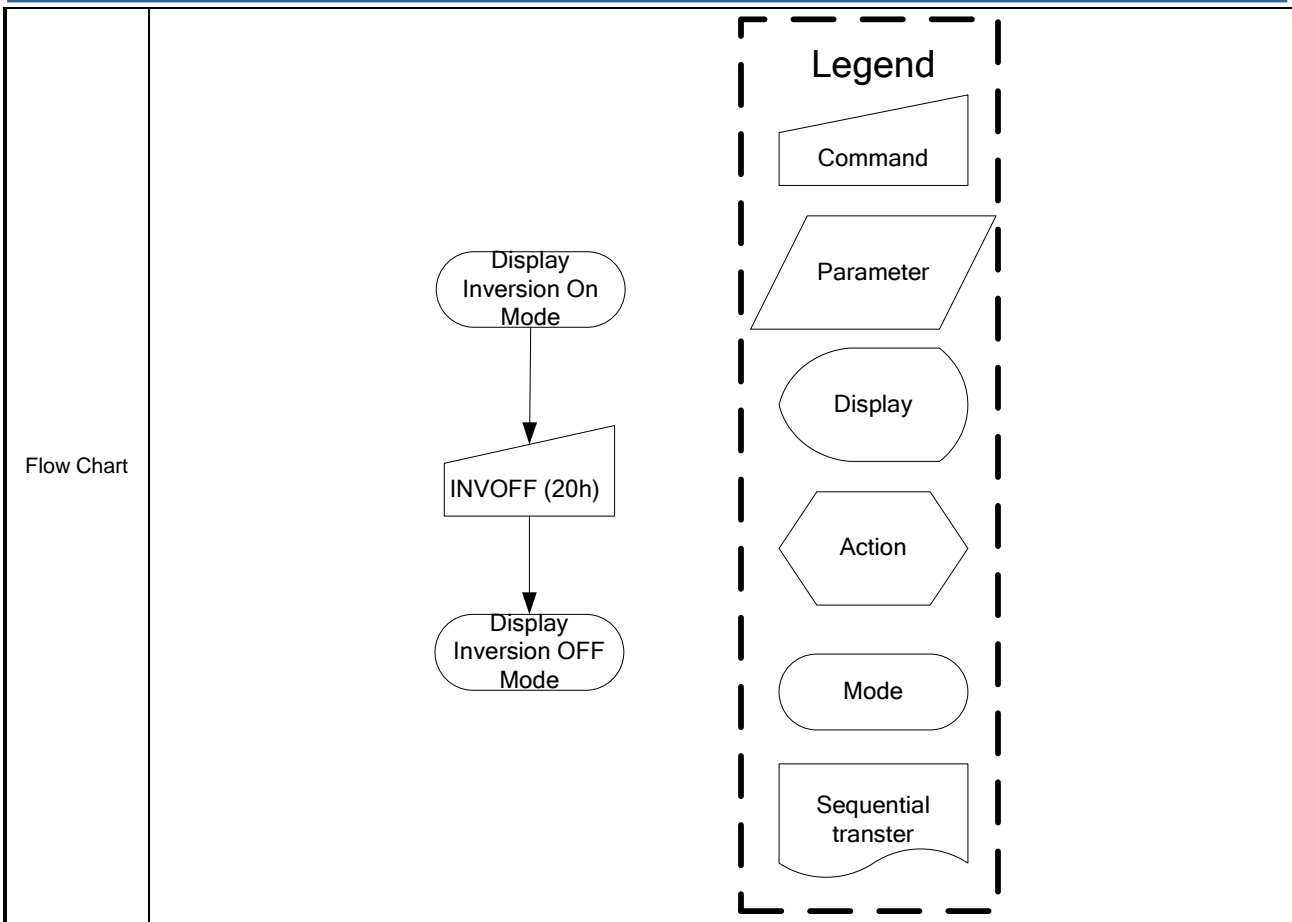 Flow Chart
Display
Inversion On
Mode
INVOFF (20h)
Display
Inversion OFF
Mode
Legend
Command
Parameter
Display
Action
Mode
Sequential
transter